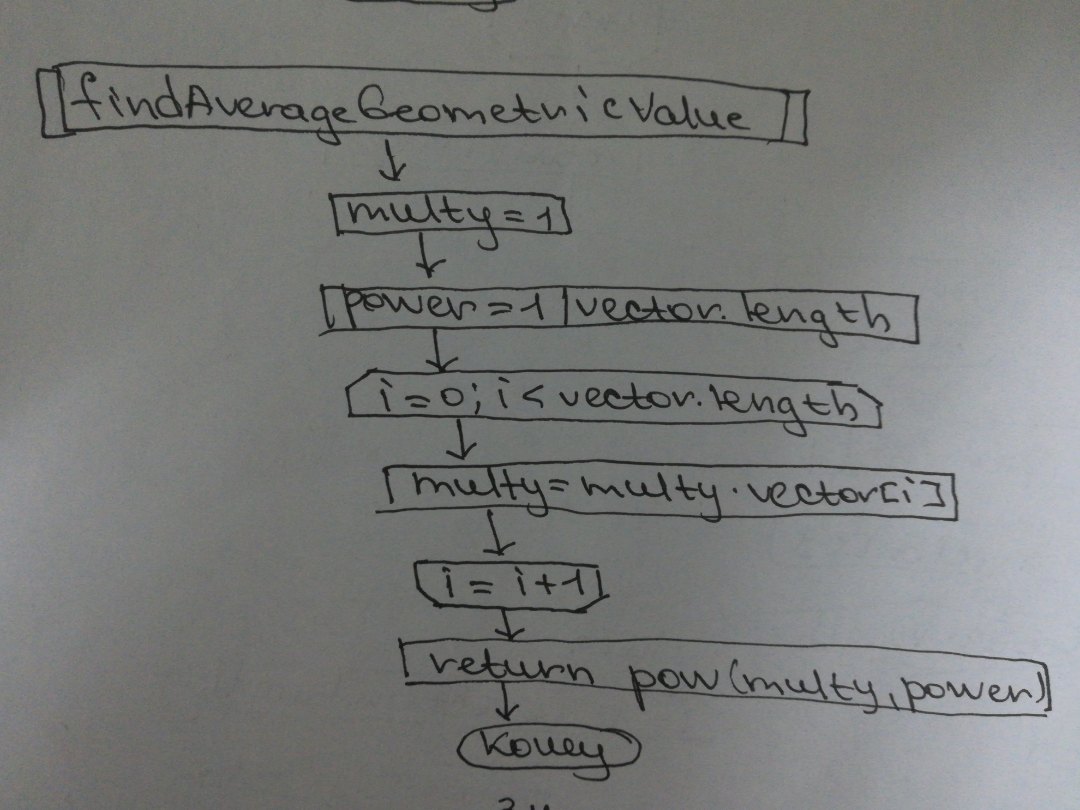 findAverageGeometricValue
multy=1
power=1|vector.length
i=0; i<vector.length
multy=multy·vector[i]
i=i+1
return pow(multy,power)
Конец